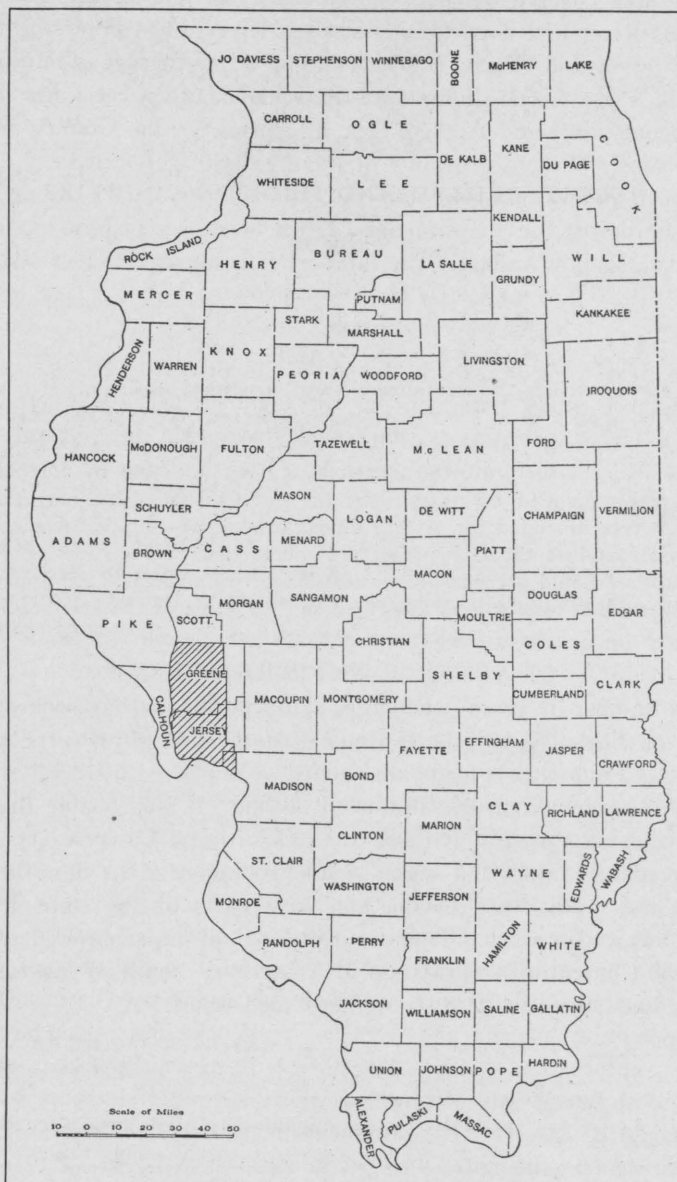 JO DAVIESS STEPHENSON WINNEBAGO BOONE McHENRY LAKE
CARROLL OGLE DE KALB KANE DU PAGE COOK
WHITESIDE LEE
KENDALL
ROCK ISLAND HENRY BUREAU LA SALLE GRUNDY WILL
MERCER PUTNAM KANKAKEE
STARK MARSHALL
HENDERSON WARREN KNOX PEORIA WOODFORD LIVINGSTON IROQUOIS
HANCOCK McDONOUGH FULTON TAZEWELL McLEAN FORD
SCHUYLER MASON LOGAN DE WITT CHAMPAIGN VERMILION
ADAMS BROWN CASS MENARD PIATT
MACON
PIKE SCOTT MORGAN SANGAMON MOULTRIE DOUGLAS EDGAR
CHRISTIAN COLES
GREENE SHELBY
CALHOUN MACOUPIN MONTGOMERY CUMBERLAND CLARK
JERSEY
FAYETTE EFFINGHAM JASPER CRAWFORD
MADISON BOND
CLAY RICHLAND LAWRENCE
CLINTON MARION
ST. CLAIR WAYNE EDWARDS WABASH
WASHINGTON JEFFERSON
MONROE
RANDOLPH PERRY FRANKLIN HAMILTON WHITE
JACKSON WILLIAMSON SALINE GALLATIN
UNION JOHNSON POPE HARDIN
ALEXANDER PULASKI MASSAC
Scale of Miles
10 0 10 20 30 40 50